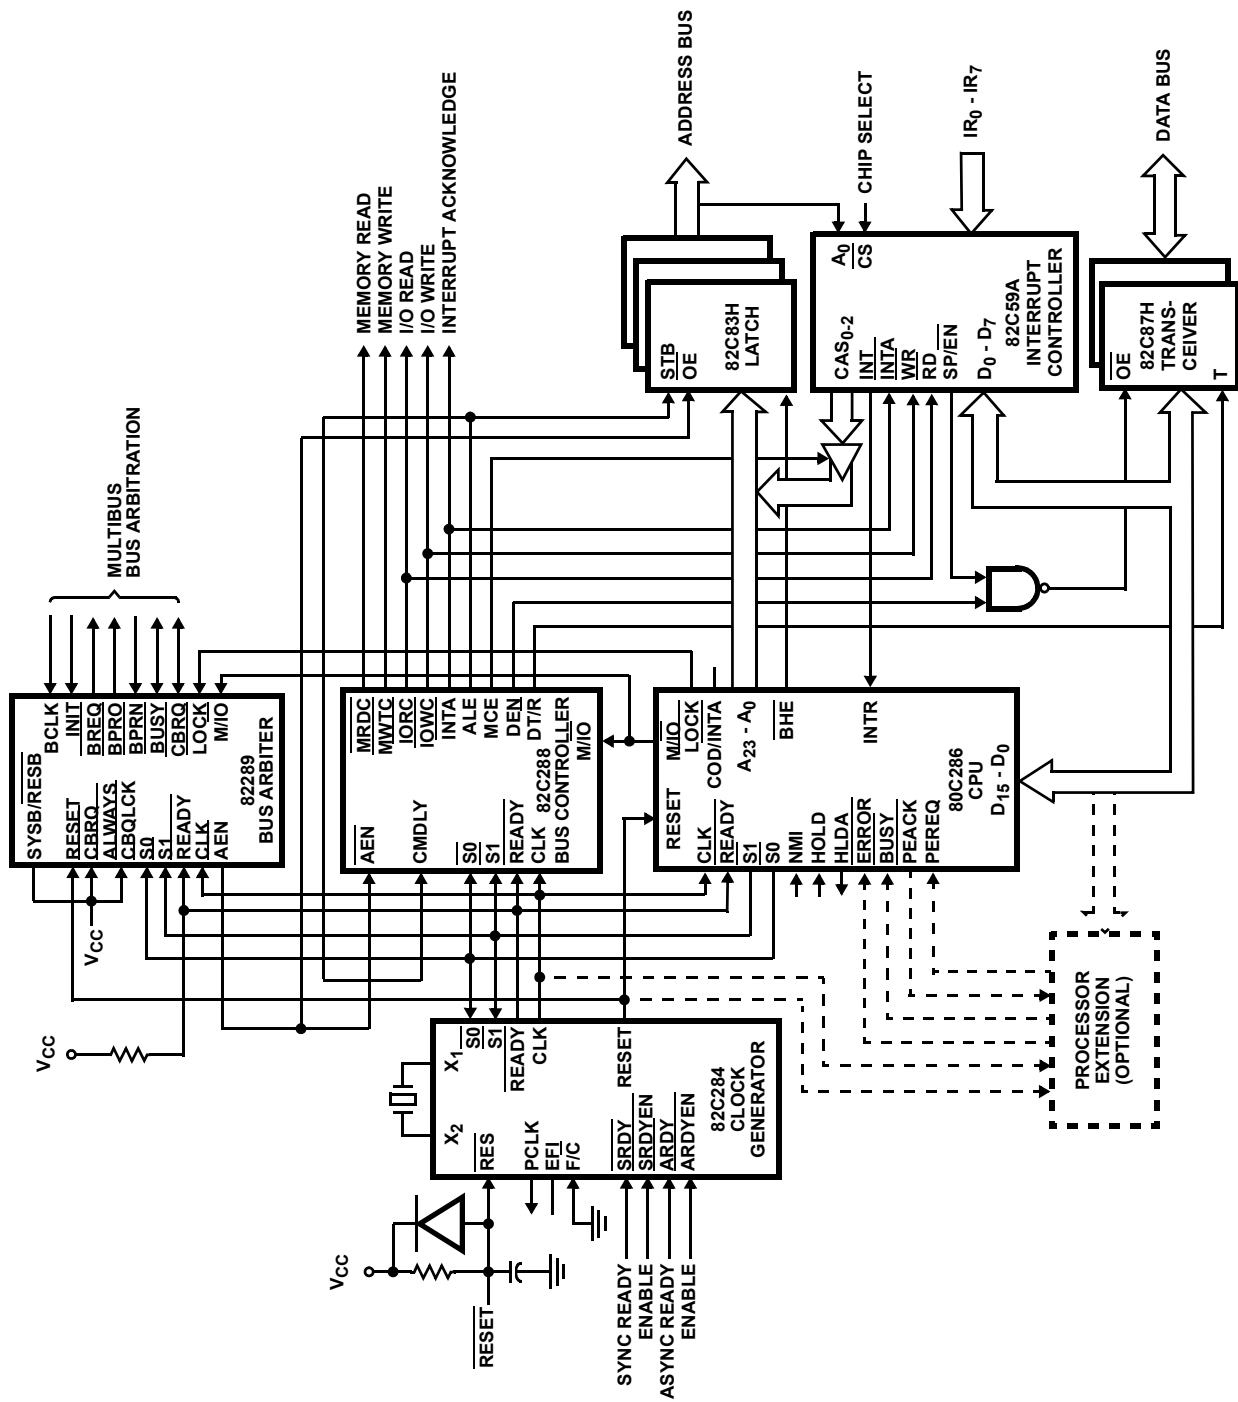 MULTIBUS
BUS ARBITRATION
BCLK
INIT
BREQ
BPRO
BPRN
BUSY
CBRQ
LOCK
M/IO
SYSB/RESB
RESET
CBRQ
ALWAYS
CBQLCK
S0
S1
READY
CLK
AEN
82289
BUS ARBITER
VCC
VCC
MEMORY READ
MEMORY WRITE
I/O READ
I/O WRITE
INTERRUPT ACKNOWLEDGE
MRDC
MWTC
IORC
IOWC
INTA
ALE
MCE
DEN
DT/R
M/IO
AEN
CMDLY
S0
S1
READY
CLK
82C288
BUS CONTROLLER
ADDRESS BUS
STB
OE
82C83H
LATCH
CHIP SELECT
IR0 - IR7
A0
CS
CAS0-2
INT
INTA
WR
RD
SP/EN
D0 - D7
82C59A
INTERRUPT
CONTROLLER
DATA BUS
OE
82C87H
TRANS-
CEIVER
T
M/IO
LOCK
COD/INTA
A23 - A0
BHE
INTR
RESET
CLK
READY
S1
S0
NMI
HOLD
HLDA
ERROR
BUSY
PEACK
PEREQ
80C286
CPU
D15 - D0
X1
X2
S0
S1
READY
CLK
RESET
RES
PCLK
EFI
F/C
SRDY
SRDYEN
ARDY
ARDYEN
82C284
CLOCK
GENERATOR
VCC
RESET
SYNC READY
ENABLE
ASYNC READY
ENABLE
PROCESSOR
EXTENSION
(OPTIONAL)